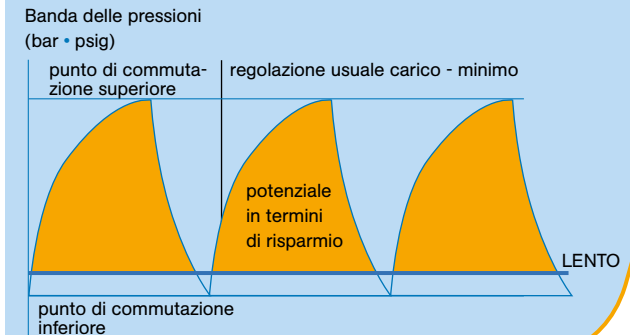 Banda delle pressioni
(bar • psig)
punto di commuta-
zione superiore
regolazione usuale carico - minimo
potenziale
in termini
di risparmio
LENTO
punto di commutazione
inferiore